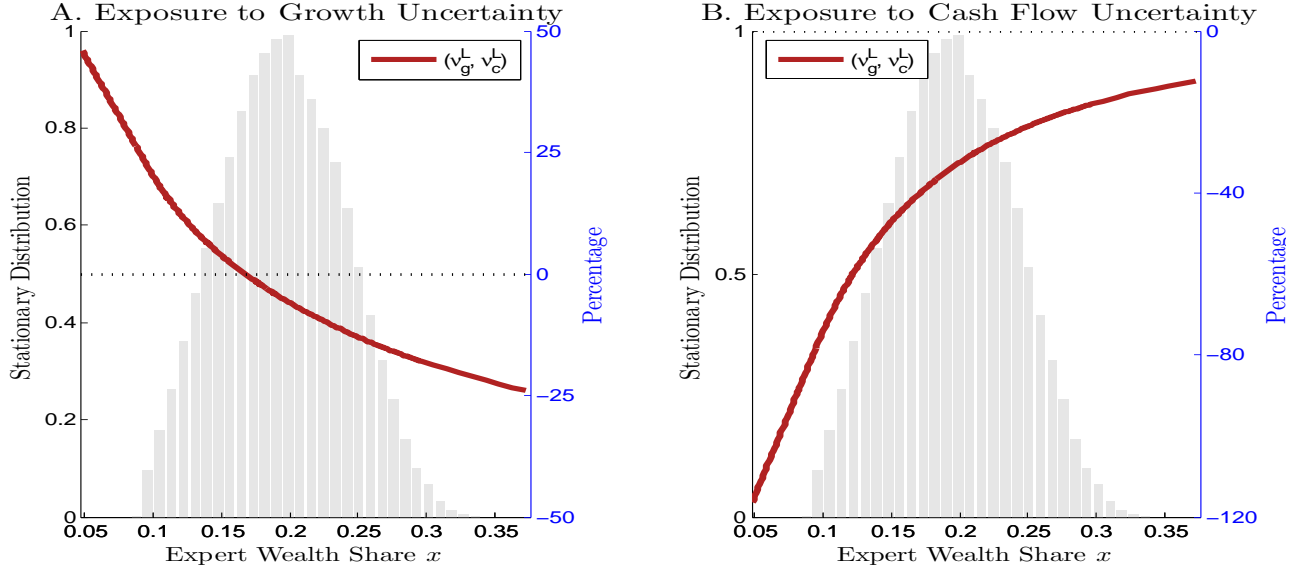 A. Exposure to Growth Uncertainty
1
0.8
0.6
0.4
0.2
0
Stationary Distribution
(ν_g^L, ν_c^L)
50
25
0
−25
−50
Percentage
0.05 0.1 0.15 0.2 0.25 0.3 0.35
Expert Wealth Share x
B. Exposure to Cash Flow Uncertainty
1
0.5
0
Stationary Distribution
(ν_g^L, ν_c^L)
0
−40
−80
−120
Percentage
0.05 0.1 0.15 0.2 0.25 0.3 0.35
Expert Wealth Share x